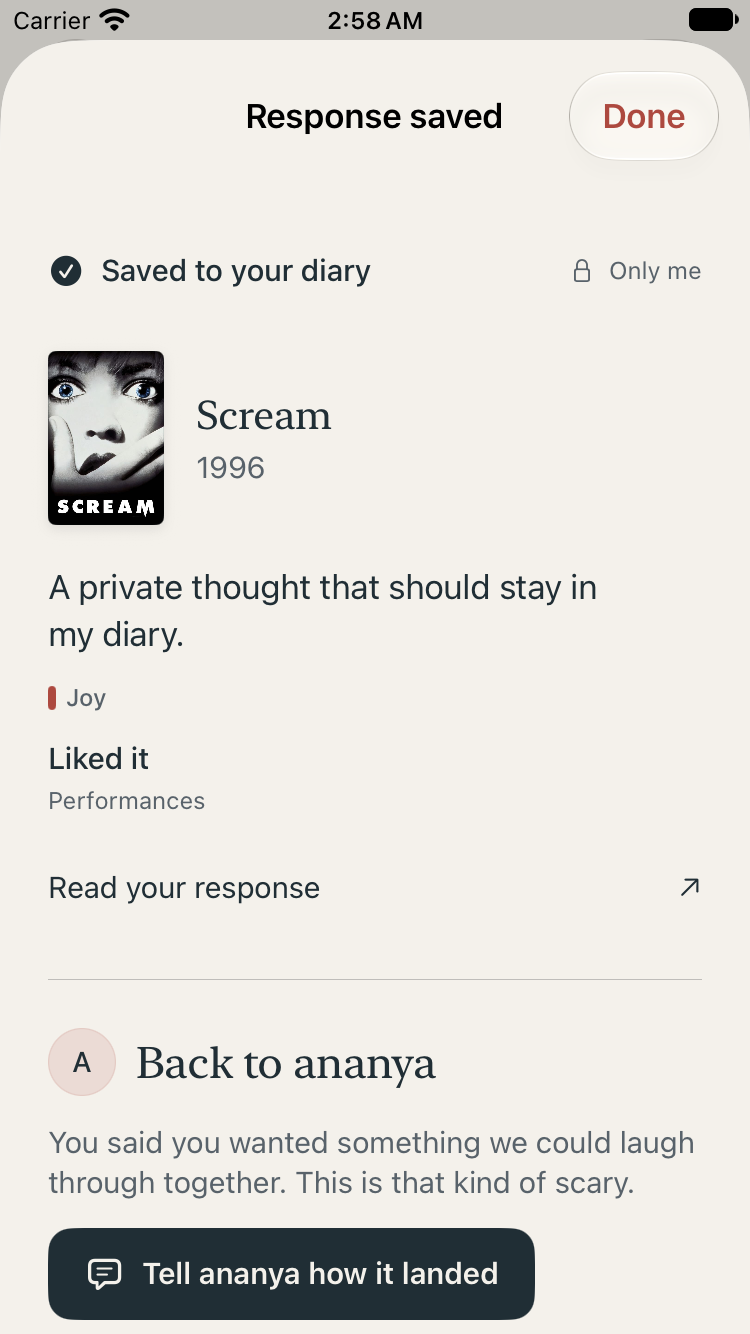 Carrier 2:58 AM
Response saved Done
Saved to your diary Only me
SCREAM
Scream
1996
A private thought that should stay in
my diary.
Joy
Liked it
Performances
Read your response
A Back to ananya
You said you wanted something we could laugh
through together. This is that kind of scary.
Tell ananya how it landed